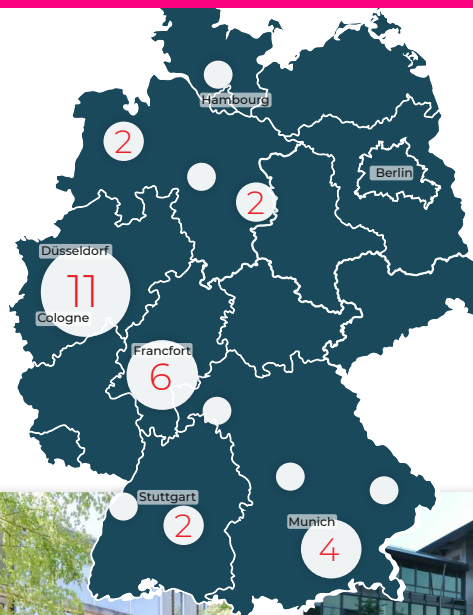 Hambourg
2
Berlin
2
Düsseldorf
11
Cologne
Francfort
6
Stuttgart
2
Munich
4